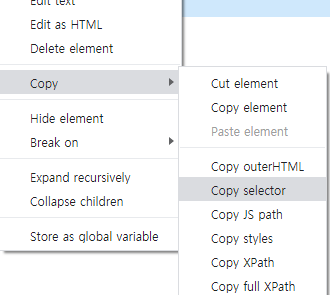 Edit text
Edit as HTML
Delete element
Copy
Hide element
Break on
Expand recursively
Collapse children
Store as global variable
Cut element
Copy element
Paste element
Copy outerHTML
Copy selector
Copy JS path
Copy styles
Copy XPath
Copy full XPath